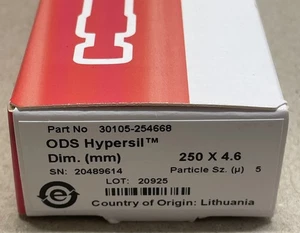 Part No 30105-254668
ODS Hypersil™
Dim. (mm) 250 X 4.6
SN: 20489614 Particle Sz. (µ) 5
LOT: 20925
Country of Origin: Lithuania